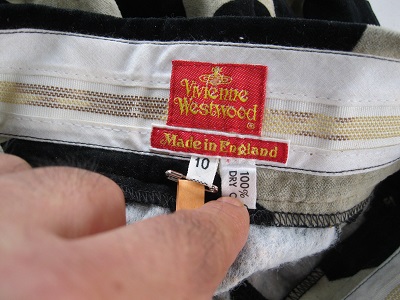 Vivienne
Westwood
®
Made in England
10
100%
DRY C